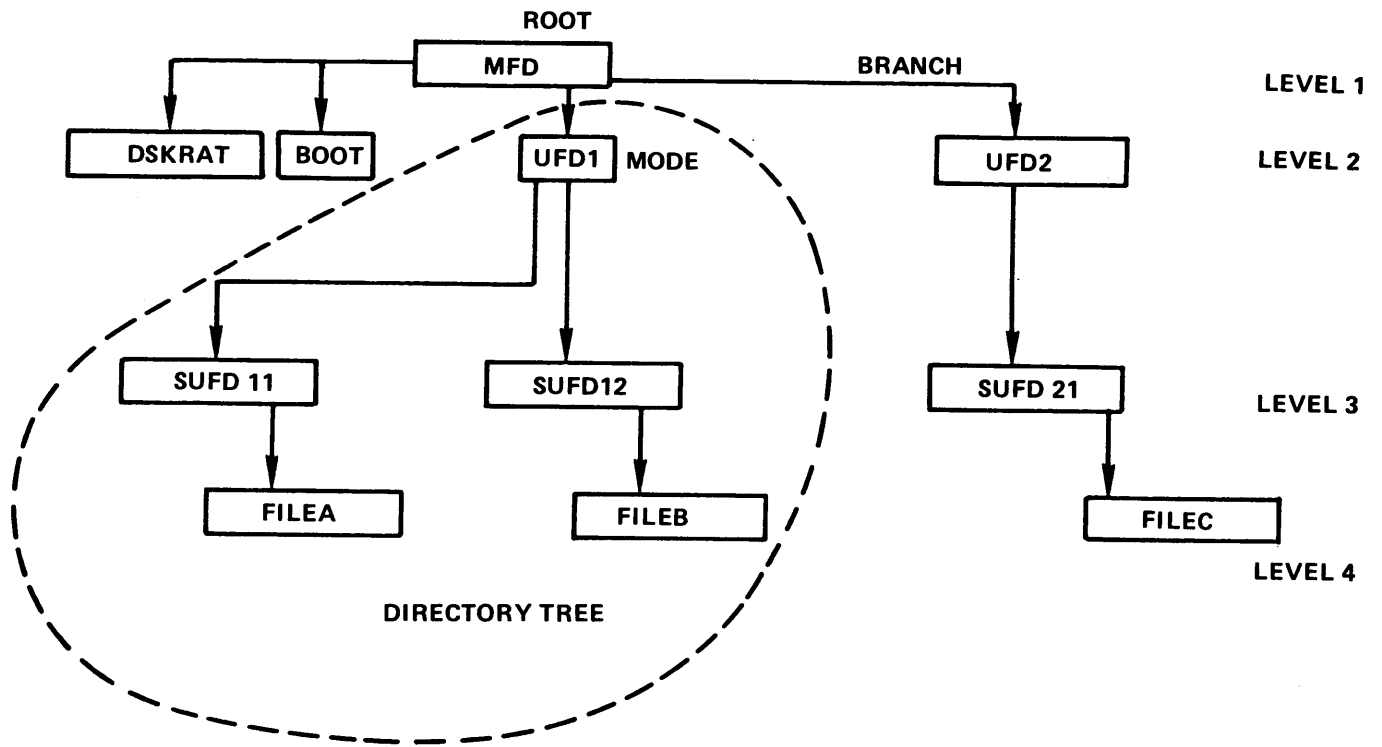 ROOT
MFD
BRANCH
LEVEL 1
DSKRAT
BOOT
UFD1
MODE
UFD2
LEVEL 2
SUFD 11
SUFD12
SUFD 21
LEVEL 3
FILEA
FILEB
FILEC
LEVEL 4
DIRECTORY TREE